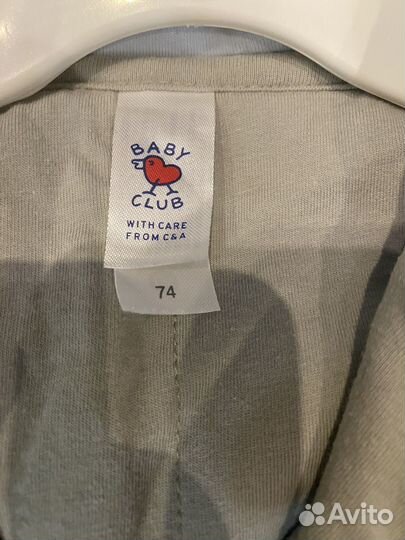 BABY
CLUB
WITH CARE
FROM C&A
74
Avito